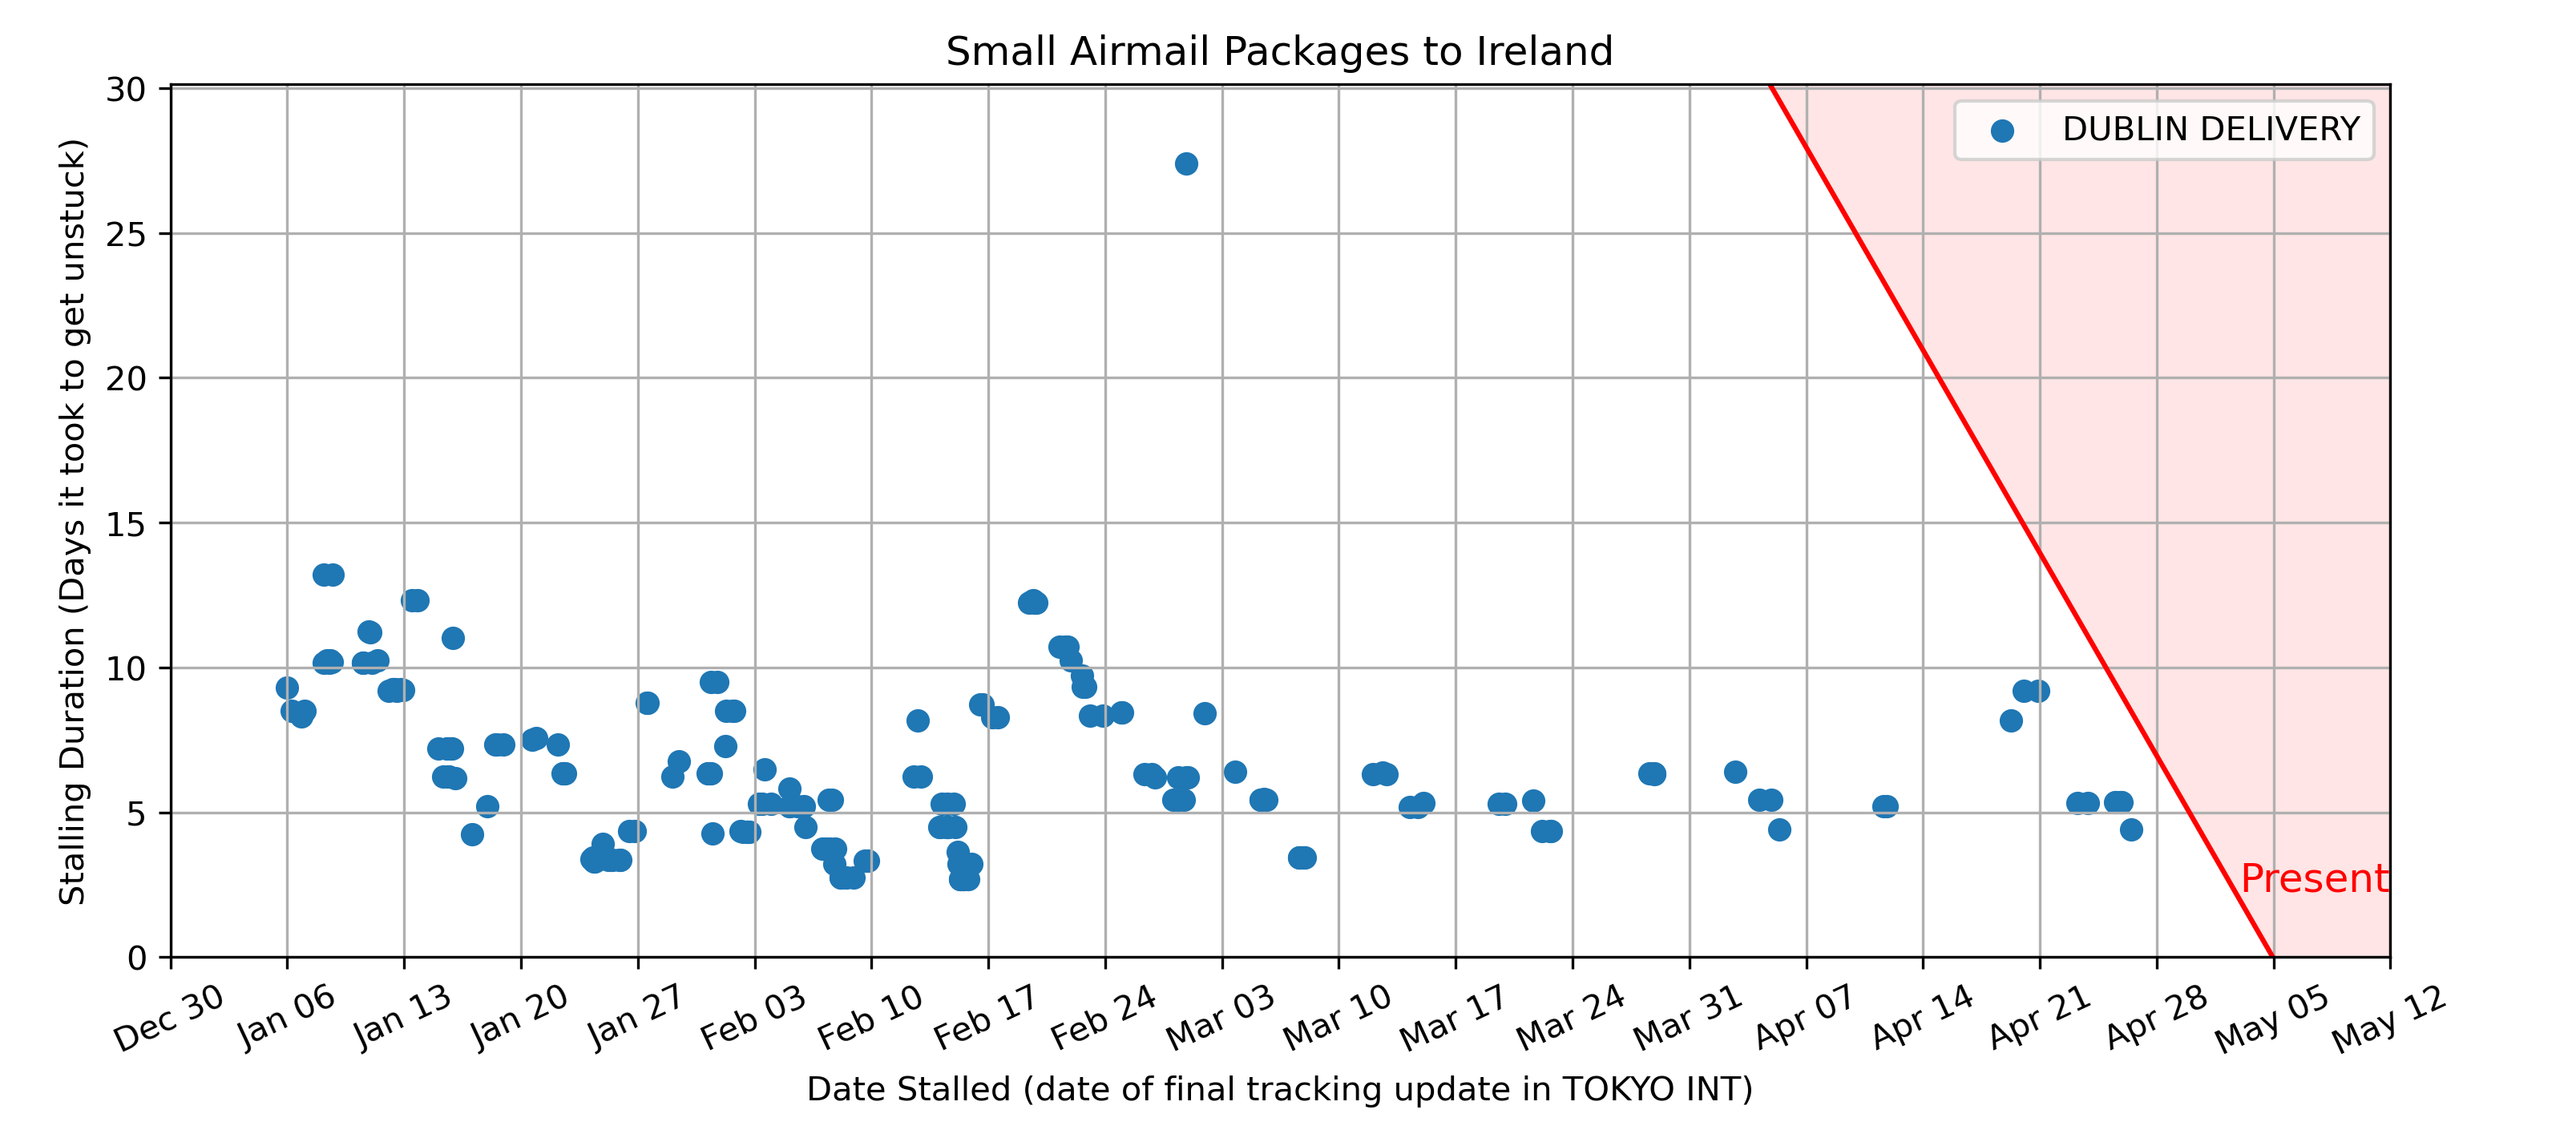 Small Airmail Packages to Ireland
30
25
20
15
10
5
0
Stalling Duration (Days it took to get unstuck)
DUBLIN DELIVERY
Present
Dec 30
Jan 06
Jan 13
Jan 20
Jan 27
Feb 03
Feb 10
Feb 17
Feb 24
Mar 03
Mar 10
Mar 17
Mar 24
Mar 31
Apr 07
Apr 14
Apr 21
Apr 28
May 05
May 12
Date Stalled (date of final tracking update in TOKYO INT)